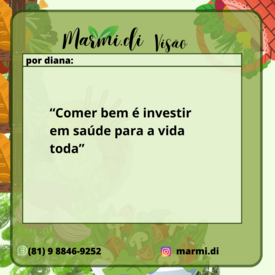 Marmi.di Visão
por diana:
“Comer bem é investir
em saúde para a vida
toda”
(81) 9 8846-9252 marmi.di